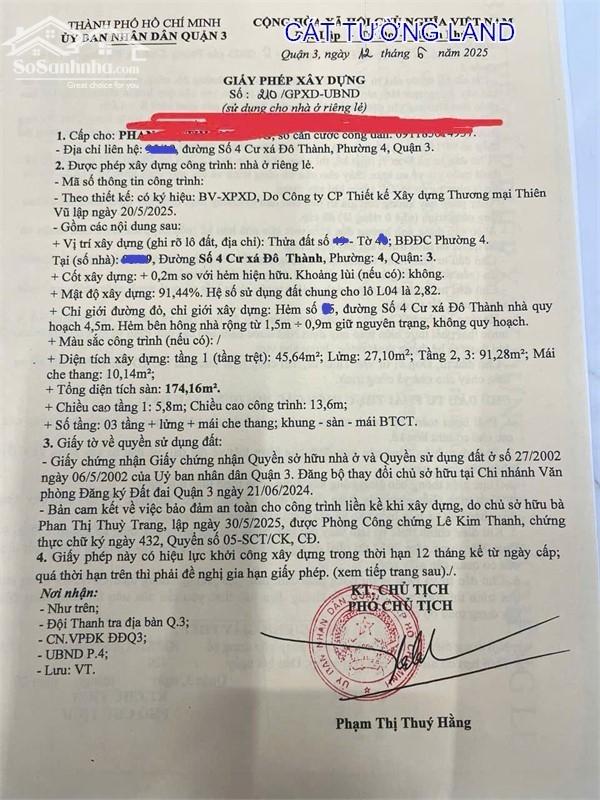 THÀNH PHỐ HỒ CHÍ MINH
ỦY BAN NHÂN DÂN QUẬN 3
CỘNG HÒA XÃ HỘI CHỦ NGHĨA VIỆT NAM
CÁT TƯỜNG LAND
SoSanhnha.com
Great choice for you
Quận 3, ngày 12 tháng 6 năm 2025
GIẤY PHÉP XÂY DỰNG
Số: 210 /GPXD-UBND
(sử dụng cho nhà ở riêng lẻ)
1. Cấp cho: số căn cước công dân:
- Địa chỉ liên hệ: đường Số 4 Cư xá Đô Thành, Phường 4, Quận 3.
2. Được phép xây dựng công trình: nhà ở riêng lẻ.
- Mã số thông tin công trình:
- Theo thiết kế: có ký hiệu: BV-XPXD, Do Công ty CP Thiết kế Xây dựng Thương mại Thiên
Vũ lập ngày 20/5/2025.
- Gồm các nội dung sau:
+ Vị trí xây dựng (ghi rõ lô đất, địa chỉ): Thửa đất số - Tờ ; BĐĐC Phường 4.
Tại (số nhà): , Đường Số 4 Cư xá Đô Thành, Phường: 4, Quận: 3.
+ Cốt xây dựng: + 0,2m so với hẻm hiện hữu. Khoảng lùi (nếu có): không.
+ Mật độ xây dựng: 91,44%. Hệ số sử dụng đất chung cho lô L04 là 2,82.
+ Chỉ giới đường đỏ, chỉ giới xây dựng: Hẻm số , đường Số 4 Cư xá Đô Thành nhà quy
hoạch 4,5m. Hẻm bên hông nhà rộng từ 1,5m ÷ 0,9m giữ nguyên trạng, không quy hoạch.
+ Màu sắc công trình (nếu có): /
+ Diện tích xây dựng: tầng 1 (tầng trệt): 45,64m²; Lửng: 27,10m²; Tầng 2, 3: 91,28m²; Mái
che thang: 10,14m²;
+ Tổng diện tích sàn: 174,16m².
+ Chiều cao tầng 1: 5,8m; Chiều cao công trình: 13,6m;
+ Số tầng: 03 tầng + lửng + mái che thang; khung - sàn - mái BTCT.
3. Giấy tờ về quyền sử dụng đất:
- Giấy chứng nhận Giấy chứng nhận Quyền sở hữu nhà ở và Quyền sử dụng đất ở số 27/2002
ngày 06/5/2002 của Uỷ ban nhân dân Quận 3. Đăng bộ thay đổi chủ sở hữu tại Chi nhánh Văn
phòng Đăng ký Đất đai Quận 3 ngày 21/06/2024.
- Bản cam kết về việc bảo đảm an toàn cho công trình liền kề khi xây dựng, do chủ sở hữu bà
Phan Thị Thuỳ Trang, lập ngày 30/5/2025, được Phòng Công chứng Lê Kim Thanh, chứng
thực chữ ký ngày 432, Quyển số 05-SCT/CK, CĐ.
4. Giấy phép này có hiệu lực khởi công xây dựng trong thời hạn 12 tháng kể từ ngày cấp;
quá thời hạn trên thì phải đề nghị gia hạn giấy phép. (xem tiếp trang sau)./.
Nơi nhận:
- Như trên;
- Đội Thanh tra địa bàn Q.3;
- CN.VPĐK ĐĐQ3;
- UBND P.4;
- Lưu: VT.
KT. CHỦ TỊCH
PHÓ CHỦ TỊCH
Phạm Thị Thuý Hằng